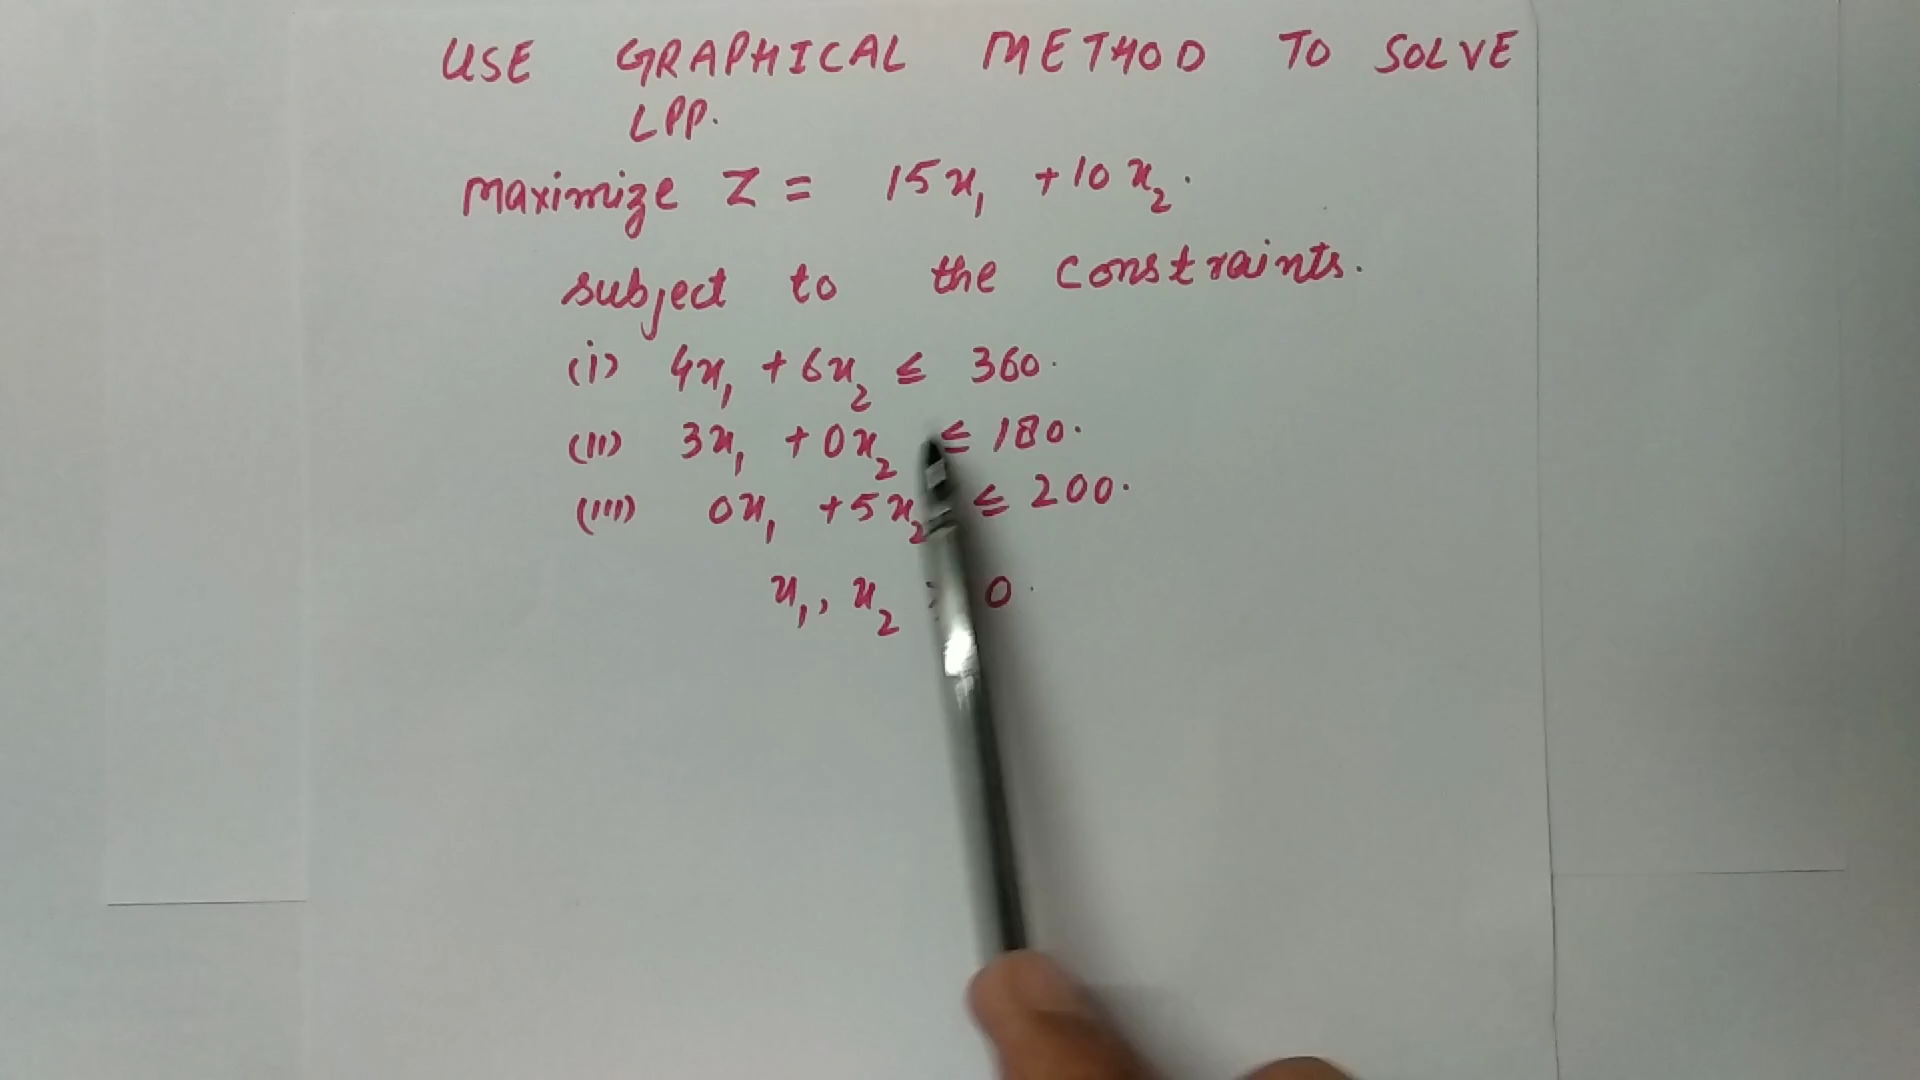 USE GRAPHICAL METHOD TO SOLVE
LPP.
Maximize Z = 15x₁ + 10x₂.
subject to the constraints.
(i) 4x₁ + 6x₂ ≤ 360.
(ii) 3x₁ + 0x₂ ≤ 180.
(iii) 0x₁ + 5x₂ ≤ 200.
x₁, x₂ 0.